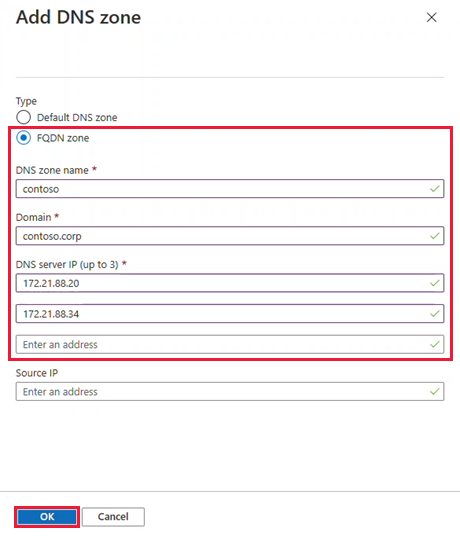 Add DNS zone
Type
Default DNS zone
FQDN zone
DNS zone name *
contoso
Domain *
contoso.corp
DNS server IP (up to 3) *
172.21.88.20
172.21.88.34
Enter an address
Source IP
Enter an address
OK
Cancel